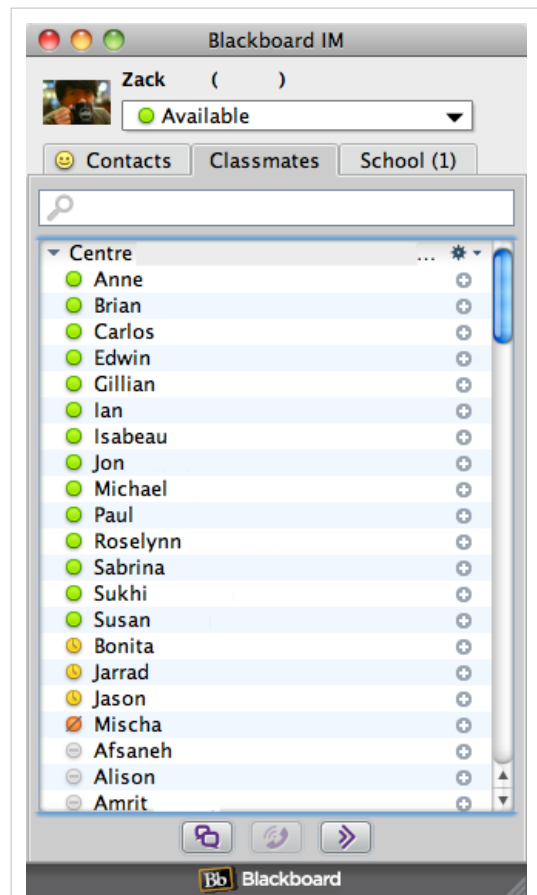 Blackboard IM
Zack ( )
Available
Contacts Classmates School (1)
Centre ...
Anne
Brian
Carlos
Edwin
Gillian
Ian
Isabeau
Jon
Michael
Paul
Roselynn
Sabrina
Sukhi
Susan
Bonita
Jarrad
Jason
Mischa
Afsaneh
Alison
Amrit
Bb Blackboard